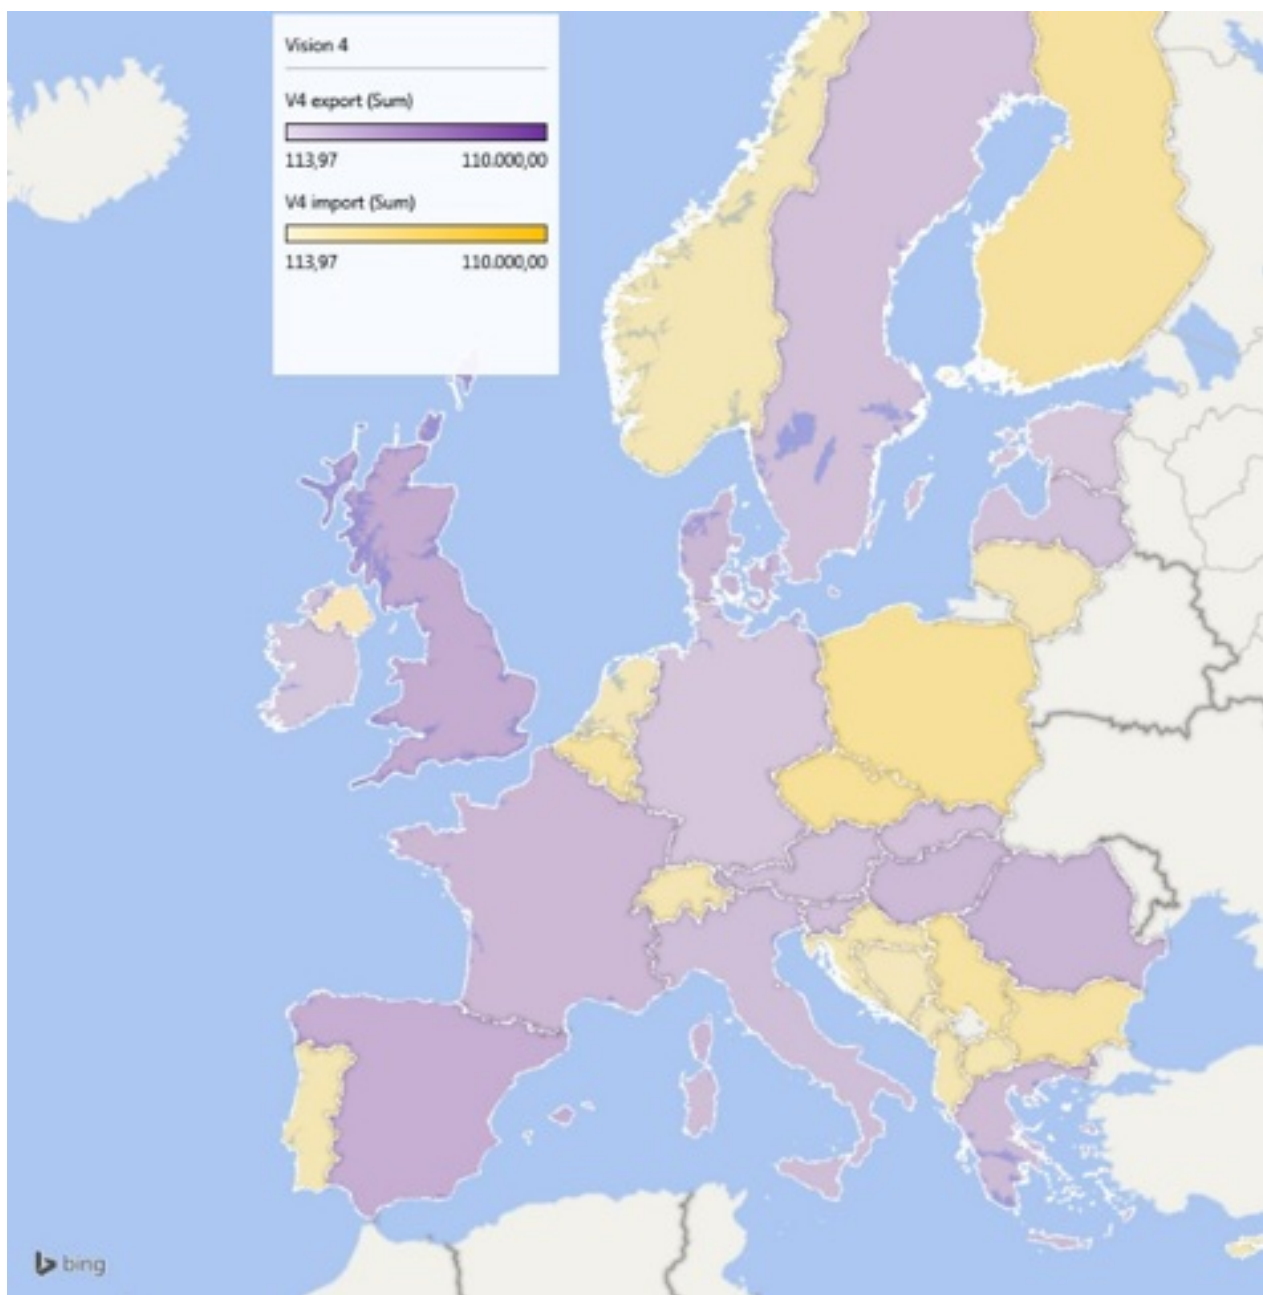 Vision 4
V4 export (Sum)
113,97 110.000,00
V4 import (Sum)
113,97 110.000,00
bing